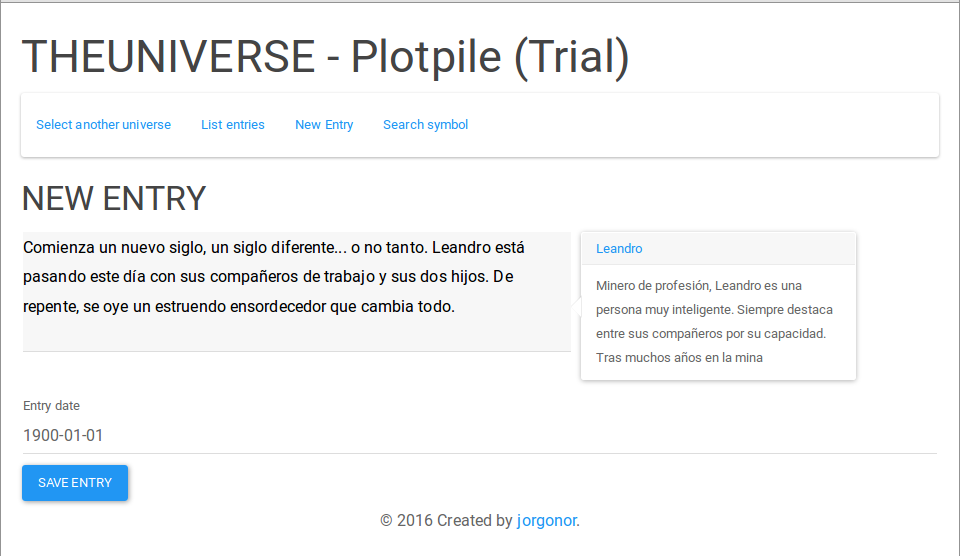 THEUNIVERSE - Plotpile (Trial)
Select another universe List entries New Entry Search symbol
NEW ENTRY
Comienza un nuevo siglo, un siglo diferente... o no tanto. Leandro está
pasando este día con sus compañeros de trabajo y sus dos hijos. De
repente, se oye un estruendo ensordecedor que cambia todo.
Leandro
Minero de profesión, Leandro es una
persona muy inteligente. Siempre destaca
entre sus compañeros por su capacidad.
Tras muchos años en la mina
Entry date
1900-01-01
SAVE ENTRY
© 2016 Created by jorgonor.